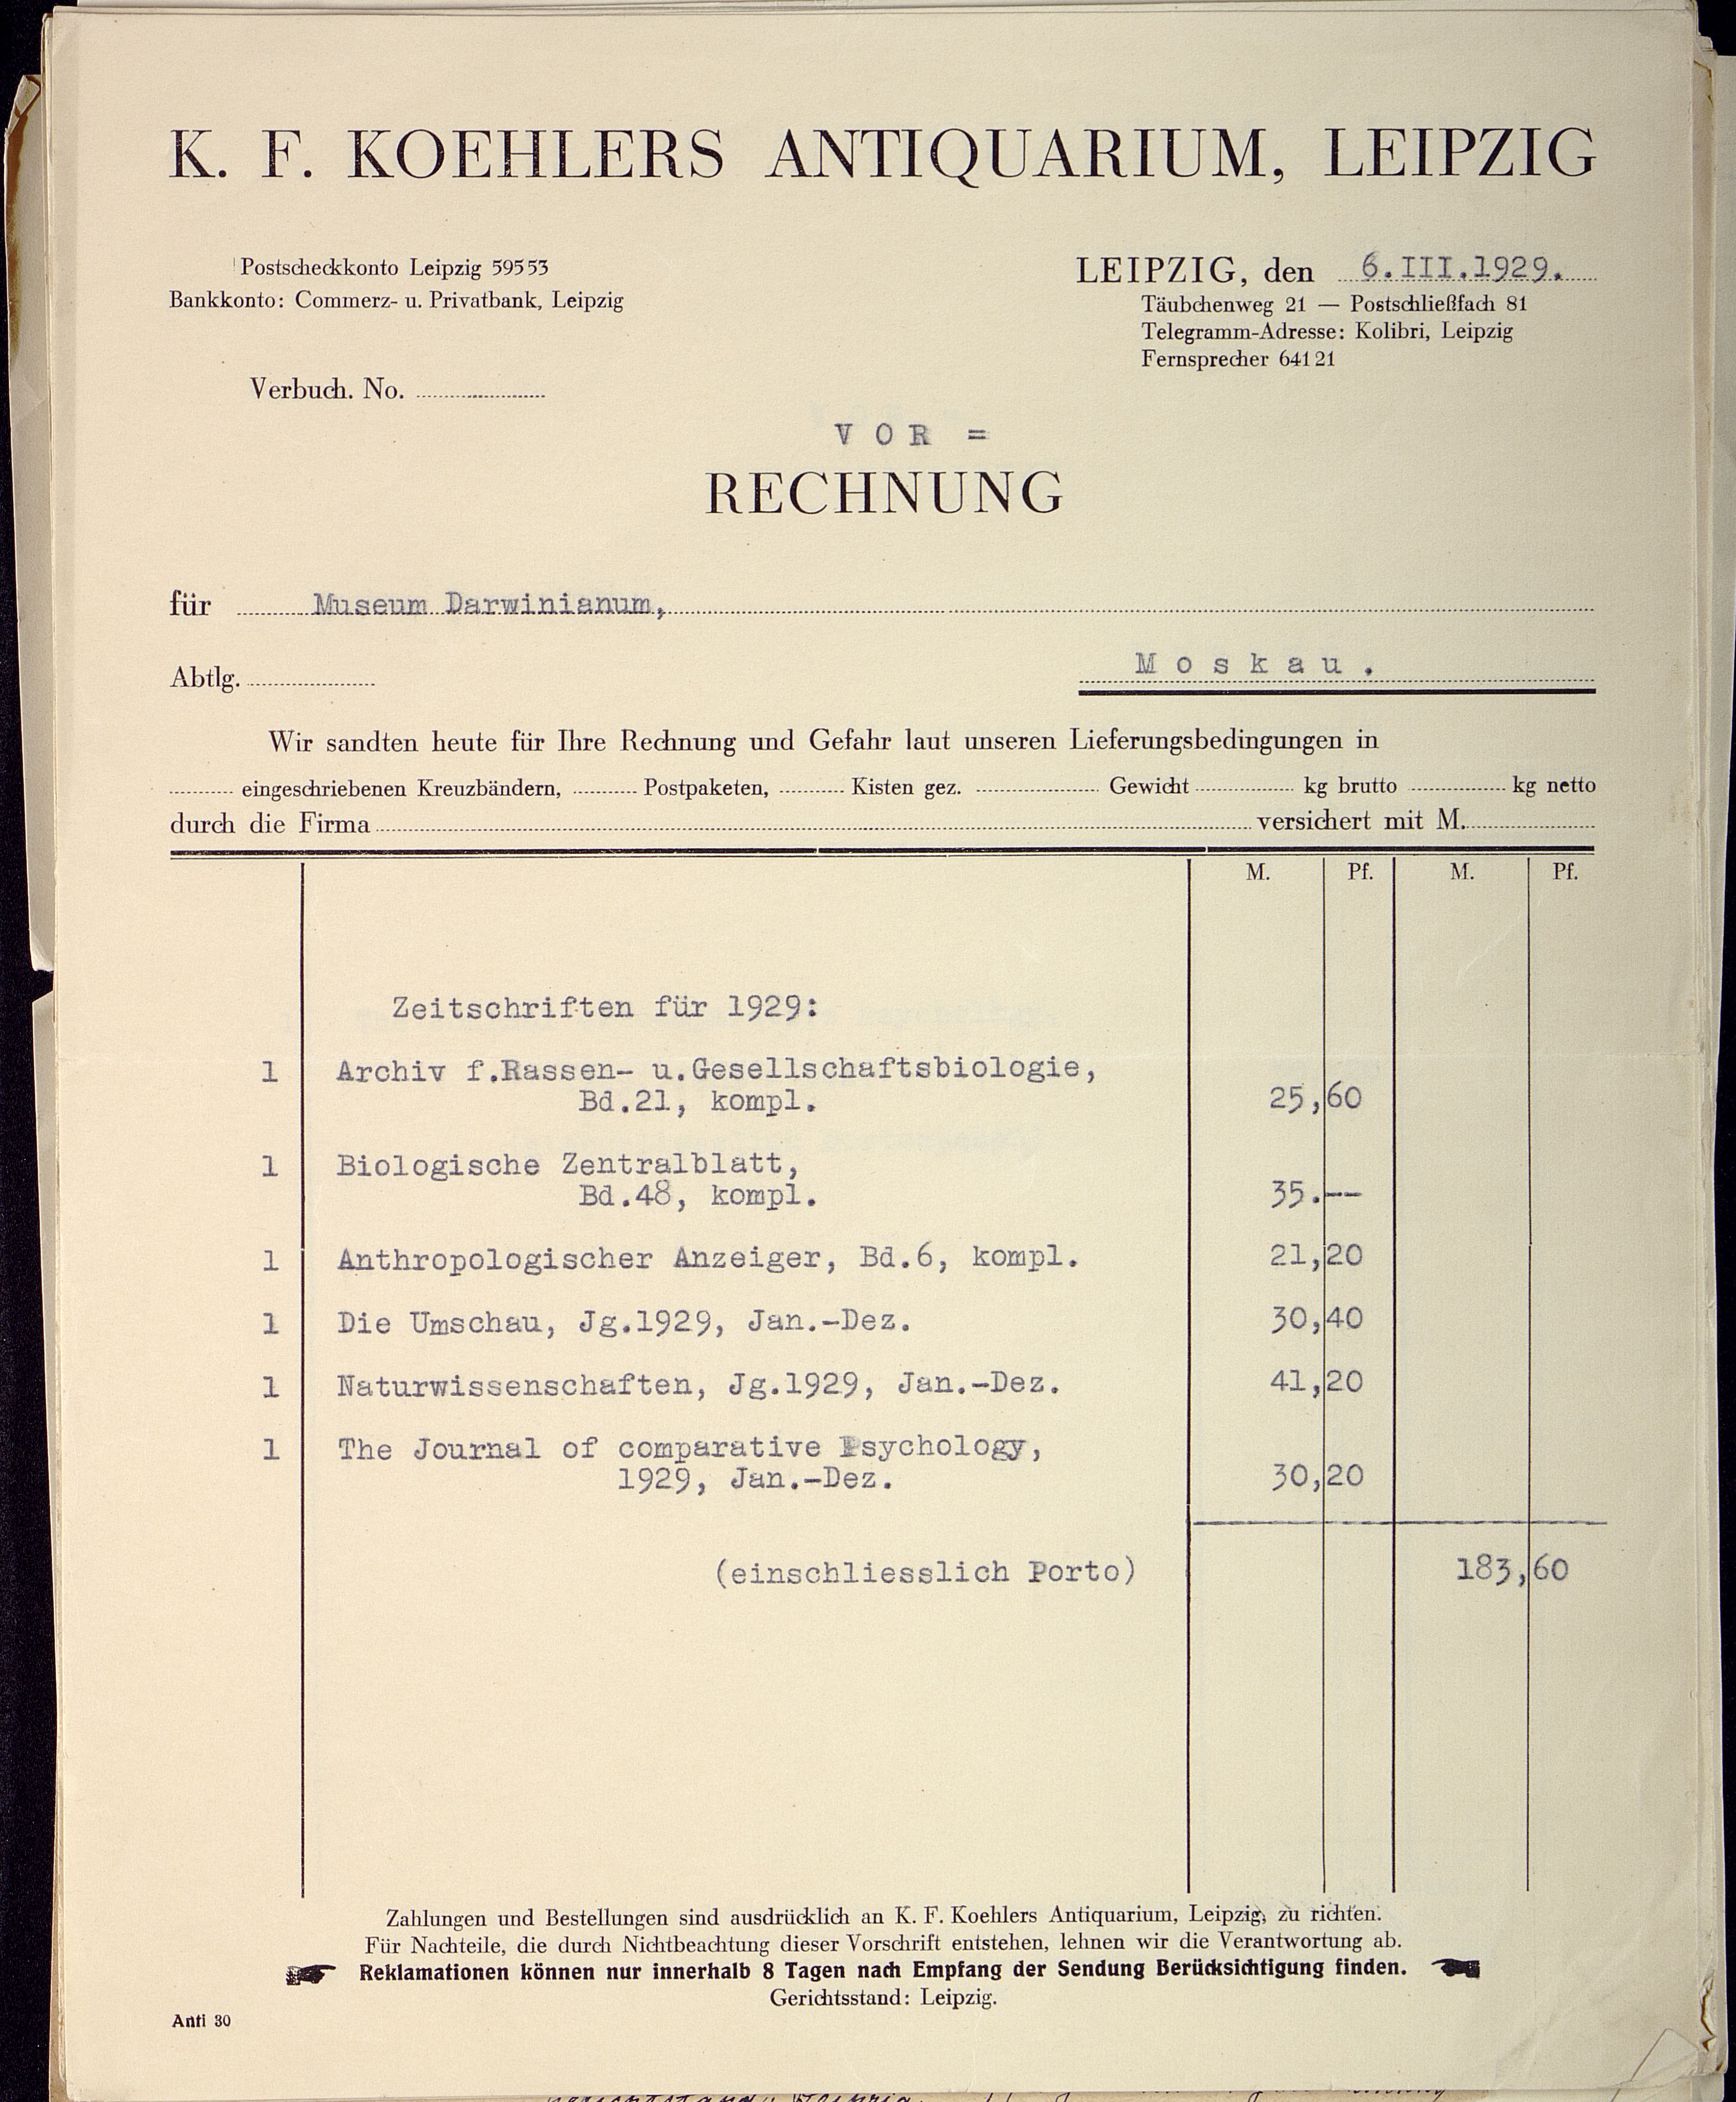 K. F. KOEHLERS ANTIQUARIUM, LEIPZIG
Postscheckkonto Leipzig 59553
Bankkonto: Commerz- u. Privatbank, Leipzig
LEIPZIG, den 6.III.1929.
Täubchenweg 21 — Postschließfach 81
Telegramm-Adresse: Kolibri, Leipzig
Fernsprecher 64121
Verbuch. No.
VOR =
RECHNUNG
für Museum Darwinianum,
Abtlg. Moskau.
Wir sandten heute für Ihre Rechnung und Gefahr laut unseren Lieferungsbedingungen in
eingeschriebenen Kreuzbändern, Postpaketen, Kisten gez. Gewicht kg brutto kg netto
durch die Firma versichert mit M.
M. Pf. M. Pf.
Zeitschriften für 1929:
1 Archiv f.Rassen- u.Gesellschaftsbiologie,
Bd.21, kompl. 25,60
1 Biologische Zentralblatt,
Bd.48, kompl. 35.--
1 Anthropologischer Anzeiger, Bd.6, kompl. 21,20
1 Die Umschau, Jg.1929, Jan.-Dez. 30,40
1 Naturwissenschaften, Jg.1929, Jan.-Dez. 41,20
1 The Journal of comparative Psychology,
1929, Jan.-Dez. 30,20
(einschliesslich Porto) 183,60
Zahlungen und Bestellungen sind ausdrücklich an K. F. Koehlers Antiquarium, Leipzig, zu richten.
Für Nachteile, die durch Nichtbeachtung dieser Vorschrift entstehen, lehnen wir die Verantwortung ab.
Reklamationen können nur innerhalb 8 Tagen nach Empfang der Sendung Berücksichtigung finden.
Gerichtsstand: Leipzig.
Anti 30